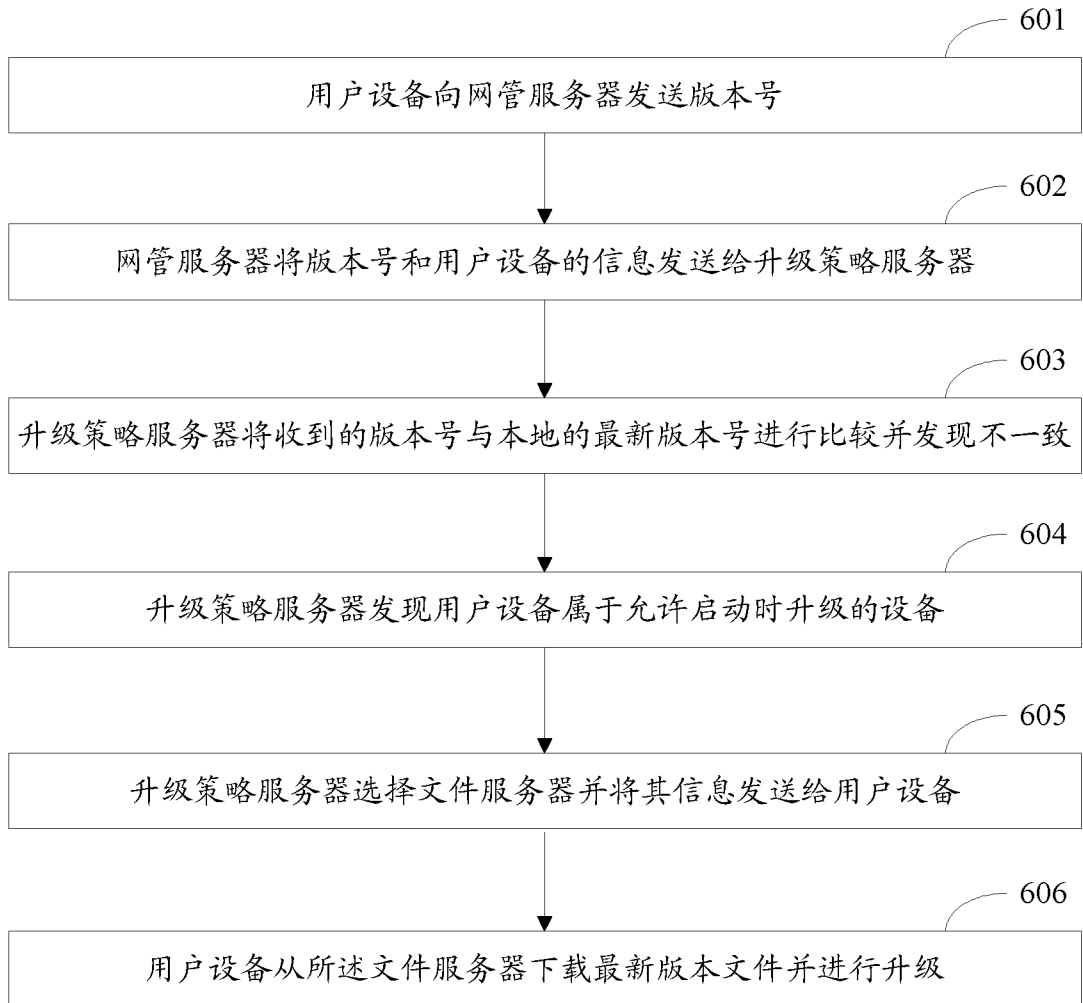 601
用户设备向网管服务器发送版本号
602
网管服务器将版本号和用户设备的信息发送给升级策略服务器
603
升级策略服务器将收到的版本号与本地的最新版本号进行比较并发现不一致
604
升级策略服务器发现用户设备属于允许启动时升级的设备
605
升级策略服务器选择文件服务器并将其信息发送给用户设备
606
用户设备从所述文件服务器下载最新版本文件并进行升级